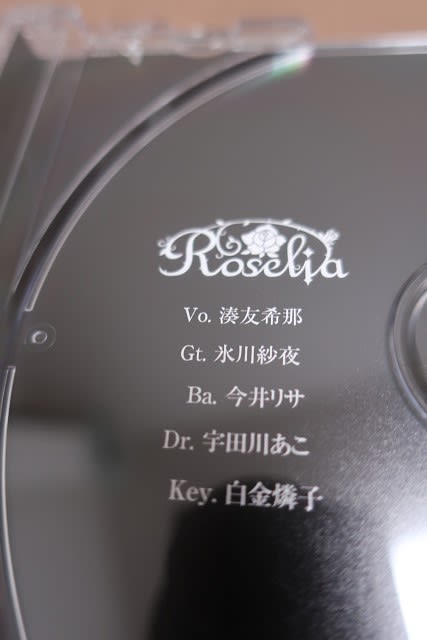 Roselia
Vo. 湊友希那
Gt. 氷川紗夜
Ba. 今井リサ
Dr. 宇田川あこ
Key. 白金燐子